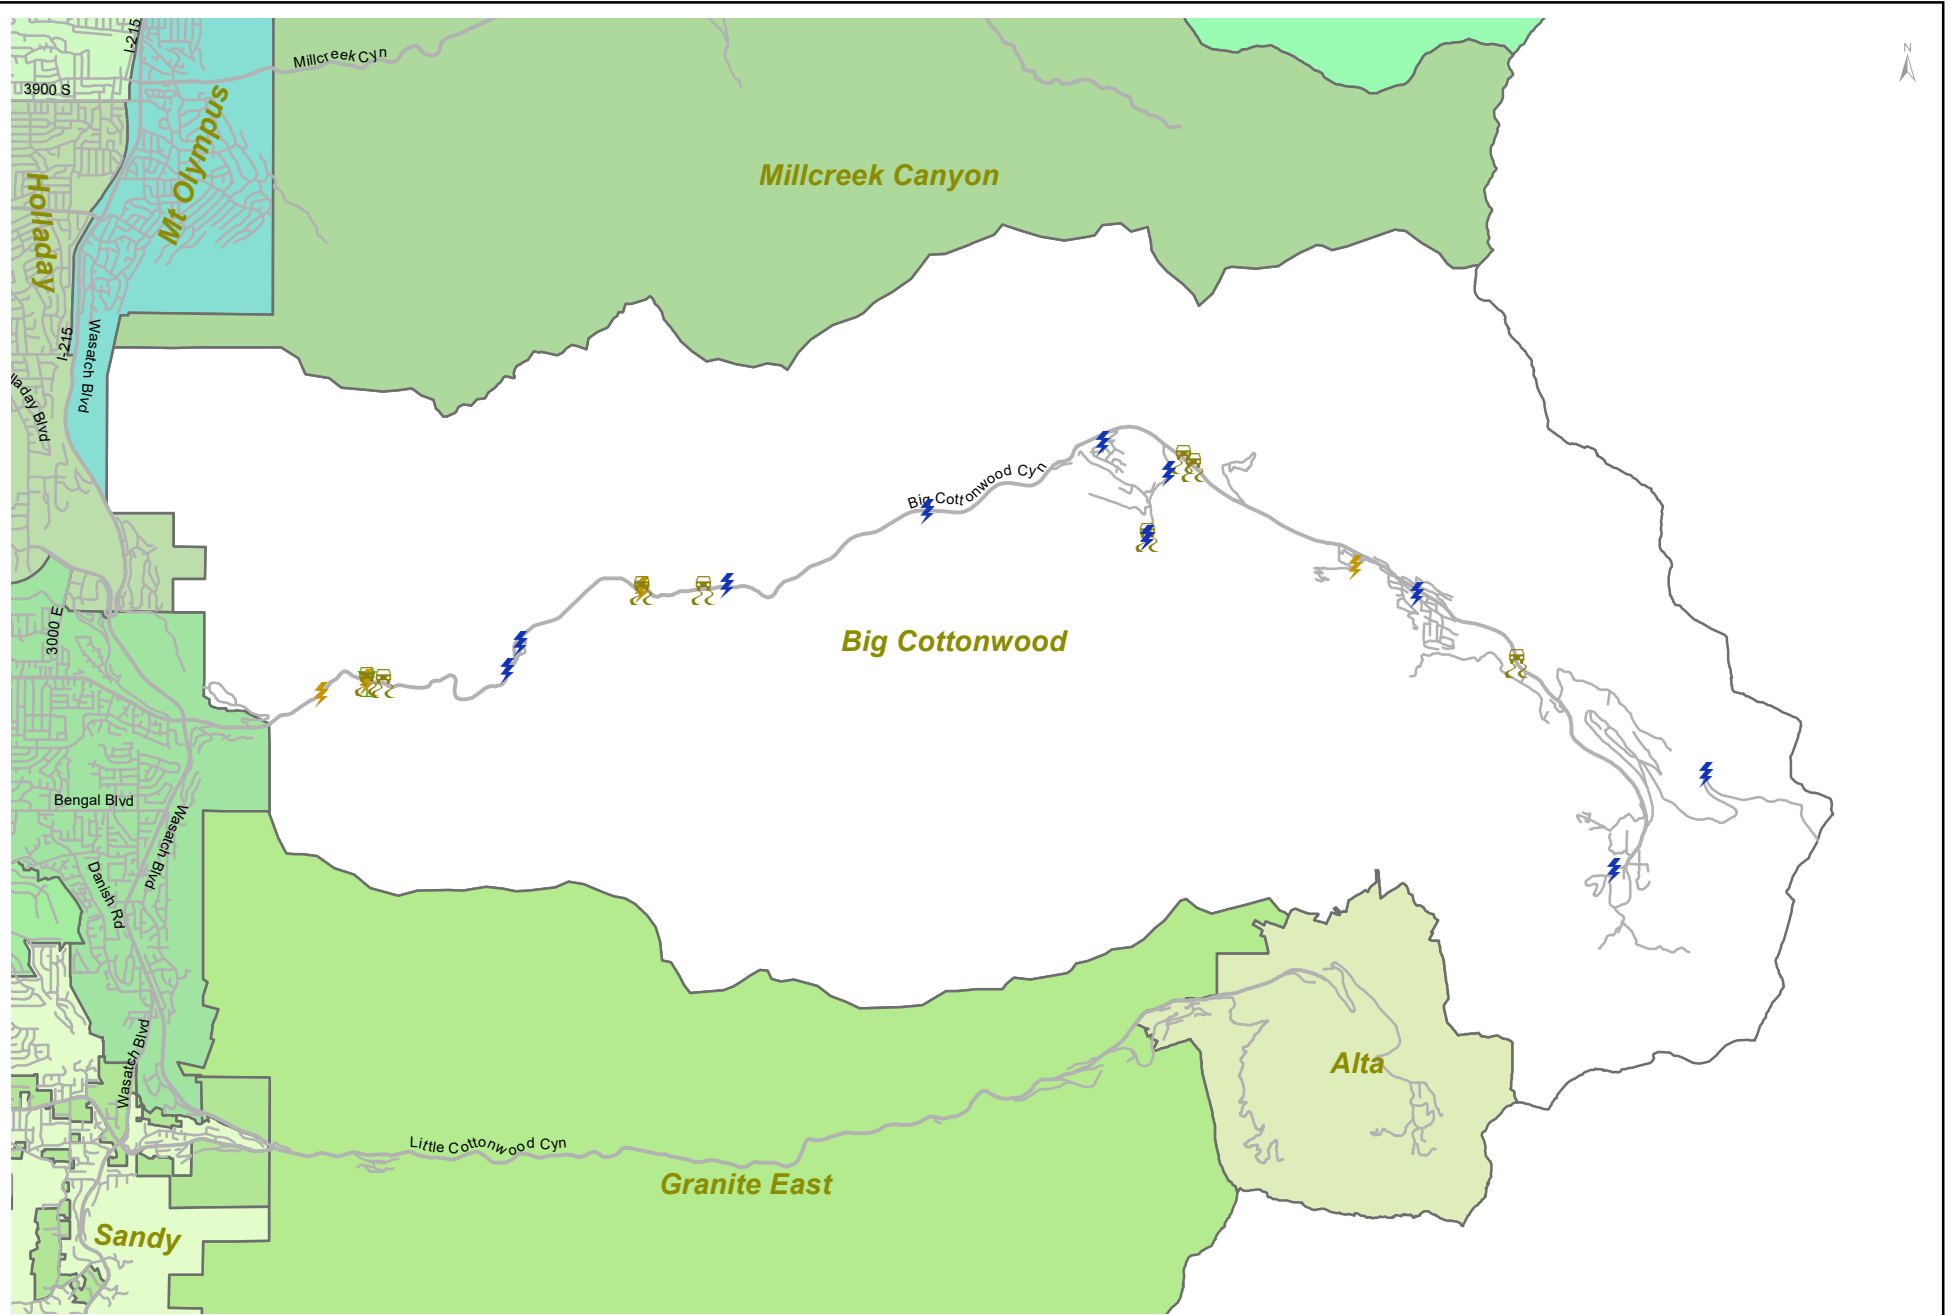 I-215
Millcreek Cyn
N
3900 S
Mt Olympus
Millcreek Canyon
Holladay
I-215
Wasatch Blvd
lladay Blvd
Big Cottonwood Cyn
3000 E
Big Cottonwood
Bengal Blvd
Wasatch Blvd
Danish Rd
Wasatch Blvd
Alta
Little Cottonwood Cyn
Granite East
Sandy